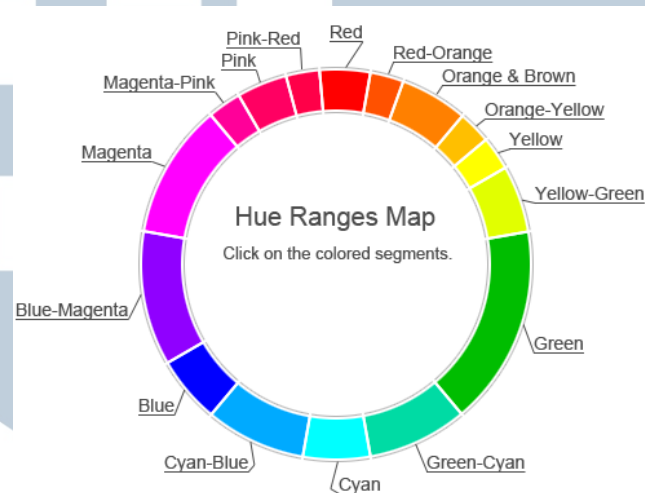 Red
Pink-Red
Red-Orange
Pink
Orange & Brown
Magenta-Pink
Orange-Yellow
Yellow
Magenta
Yellow-Green
Hue Ranges Map
Click on the colored segments.
Blue-Magenta
Green
Blue
Cyan-Blue
Green-Cyan
Cyan